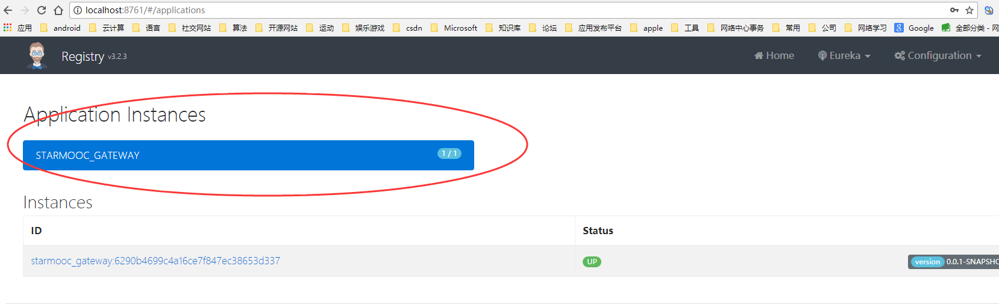 localhost:8761/#/applications
应用 android 云计算 语言 社交网站 算法 开源网站 运动 娱乐游戏 csdn Microsoft 知识库 论坛 应用发布平台 apple 工具 网络中心事务 常用 公司 网络学习 Google 全部分类 - 网
Registry v3.2.3 Home Eureka Configuration
Application Instances
STARMOOC_GATEWAY 1 / 1
Instances
ID Status
starmooc_gateway:6290b4699c4a16ce7f847ec38653d337 UP version 0.0.1-SNAPSHO